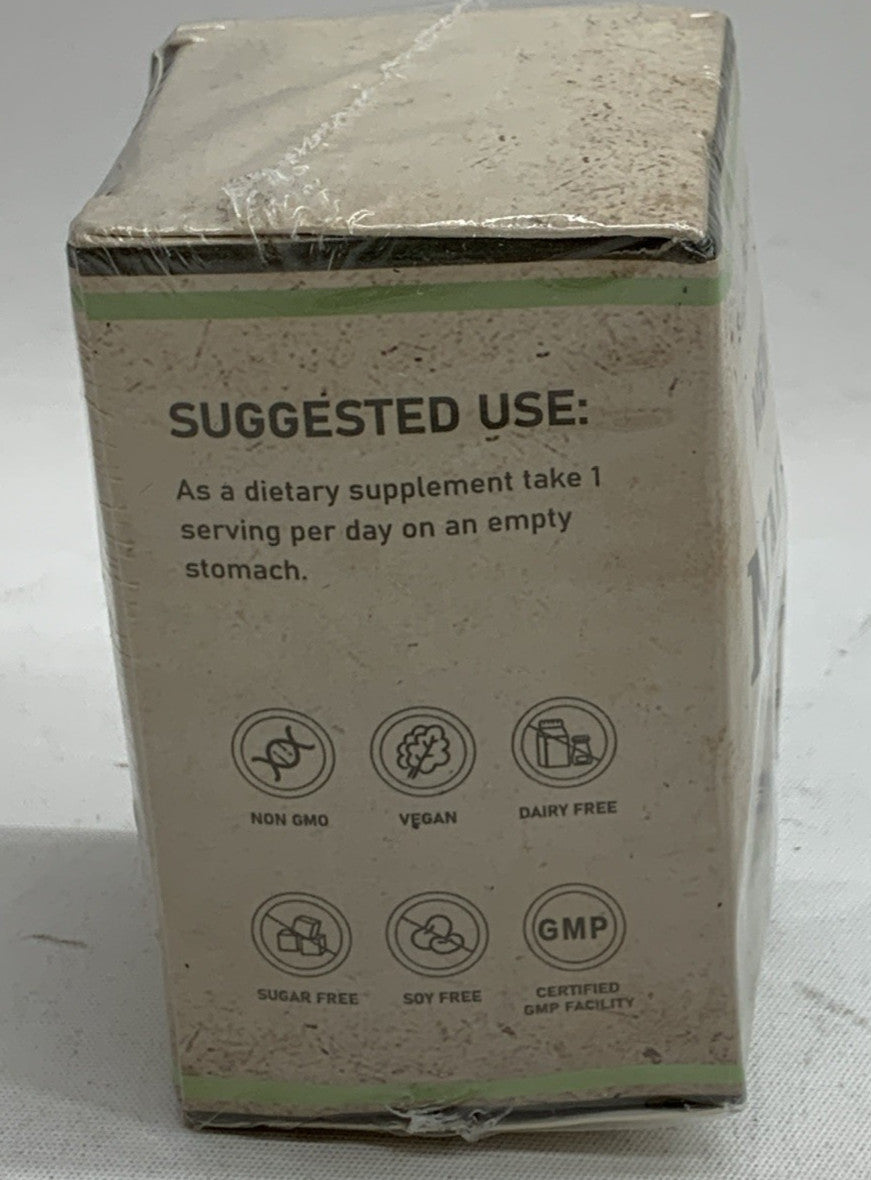 SUGGESTED USE:
As a dietary supplement take 1
serving per day on an empty
stomach.
NON GMO
VEGAN
DAIRY FREE
GMP
SUGAR FREE
SOY FREE
CERTIFIED
GMP FACILITY